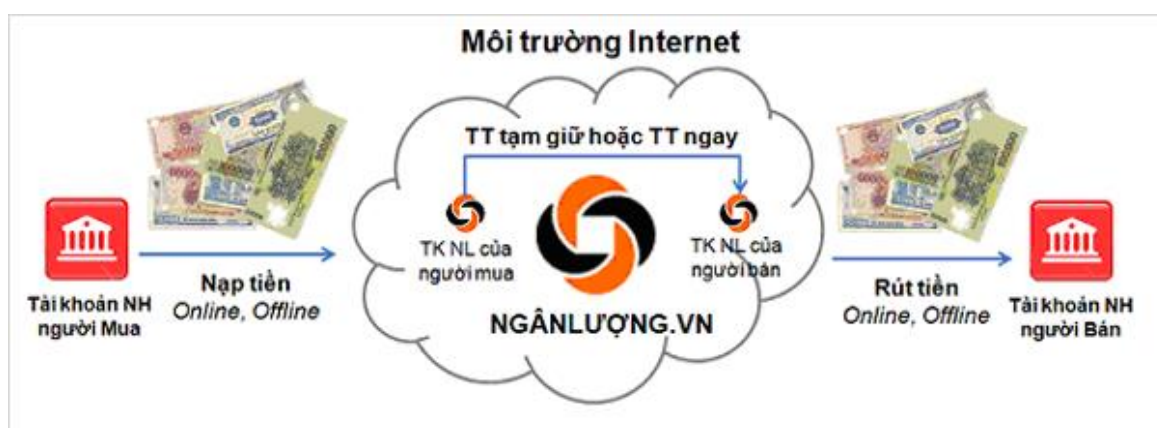 Môi trường Internet
TT tạm giữ hoặc TT ngay
TK NL của
người mua
TK NL của
người bán
NGÂNLƯỢNG.VN
Nạp tiền
Online, Offline
Rút tiền
Online, Offline
Tài khoản NH
người Mua
Tài khoản NH
người Bán